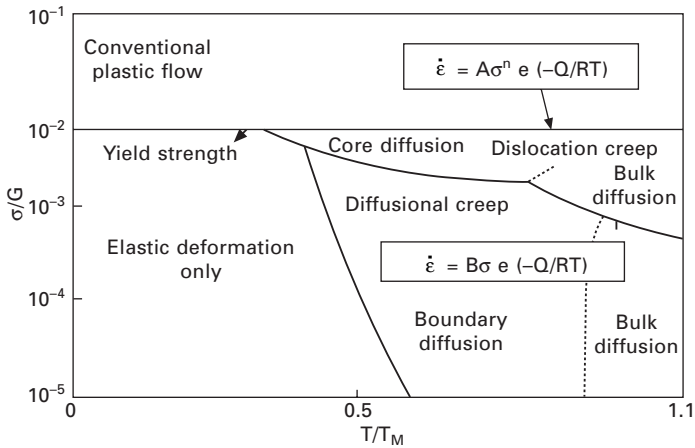 10⁻¹
Conventional
plastic flow
ε̇ = Aσⁿ e (–Q/RT)
10⁻²
Yield strength
Core diffusion
Dislocation creep
Bulk
diffusion
σ/G
10⁻³
Diffusional creep
Elastic deformation
only
ε̇ = Bσ e (–Q/RT)
10⁻⁴
Boundary
diffusion
Bulk
diffusion
10⁻⁵
0
0.5
1.1
T/T_M